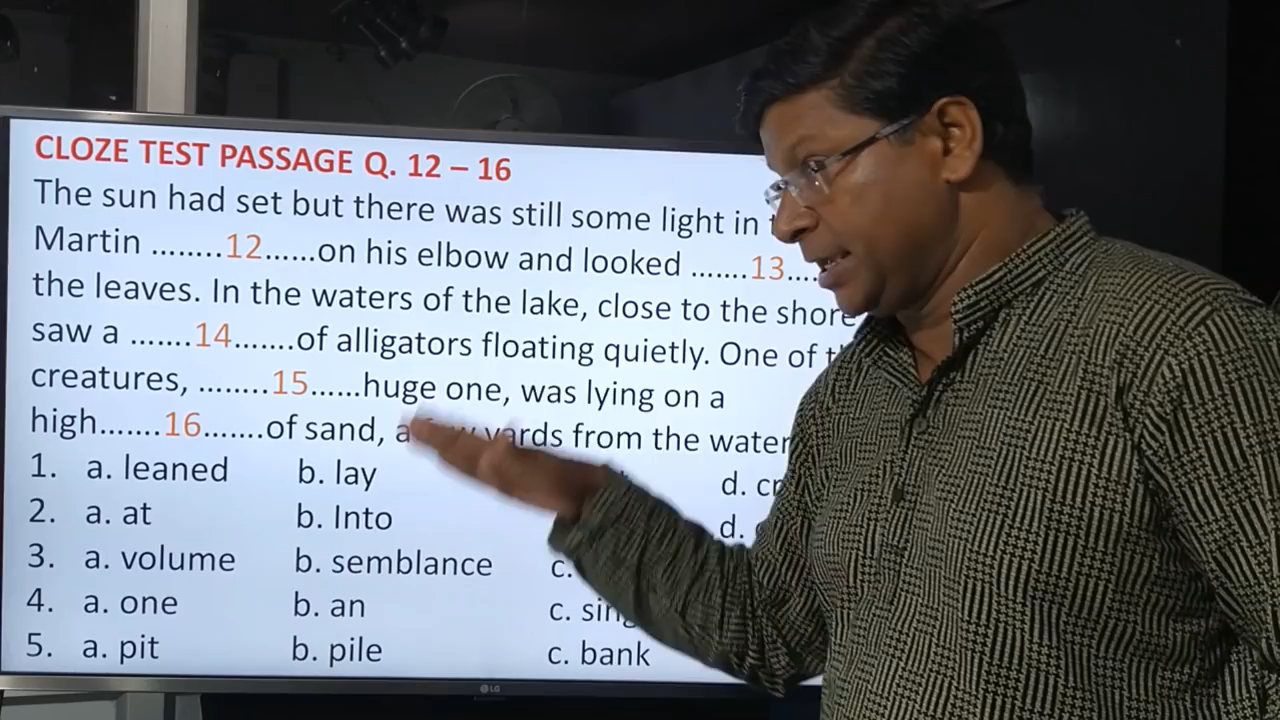 CLOZE TEST PASSAGE Q. 12 – 16
The sun had set but there was still some light in
Martin ........12......on his elbow and looked .......13....
the leaves. In the waters of the lake, close to the shore
saw a .......14.......of alligators floating quietly. One of
creatures, ........15......huge one, was lying on a
high.......16.......of sand, a few yards from the water
1. a. leaned b. lay d.
2. a. at b. Into d.
3. a. volume b. semblance c.
4. a. one b. an c.
5. a. pit b. pile c. bank
LG